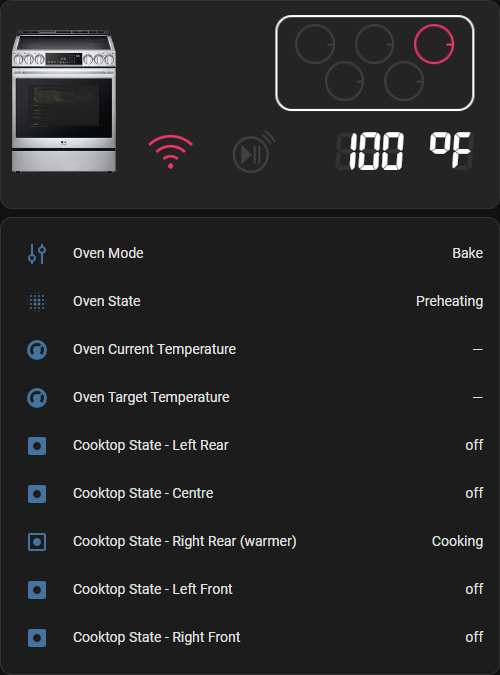 100 °F
Oven Mode Bake
Oven State Preheating
Oven Current Temperature —
Oven Target Temperature —
Cooktop State - Left Rear off
Cooktop State - Centre off
Cooktop State - Right Rear (warmer) Cooking
Cooktop State - Left Front off
Cooktop State - Right Front off